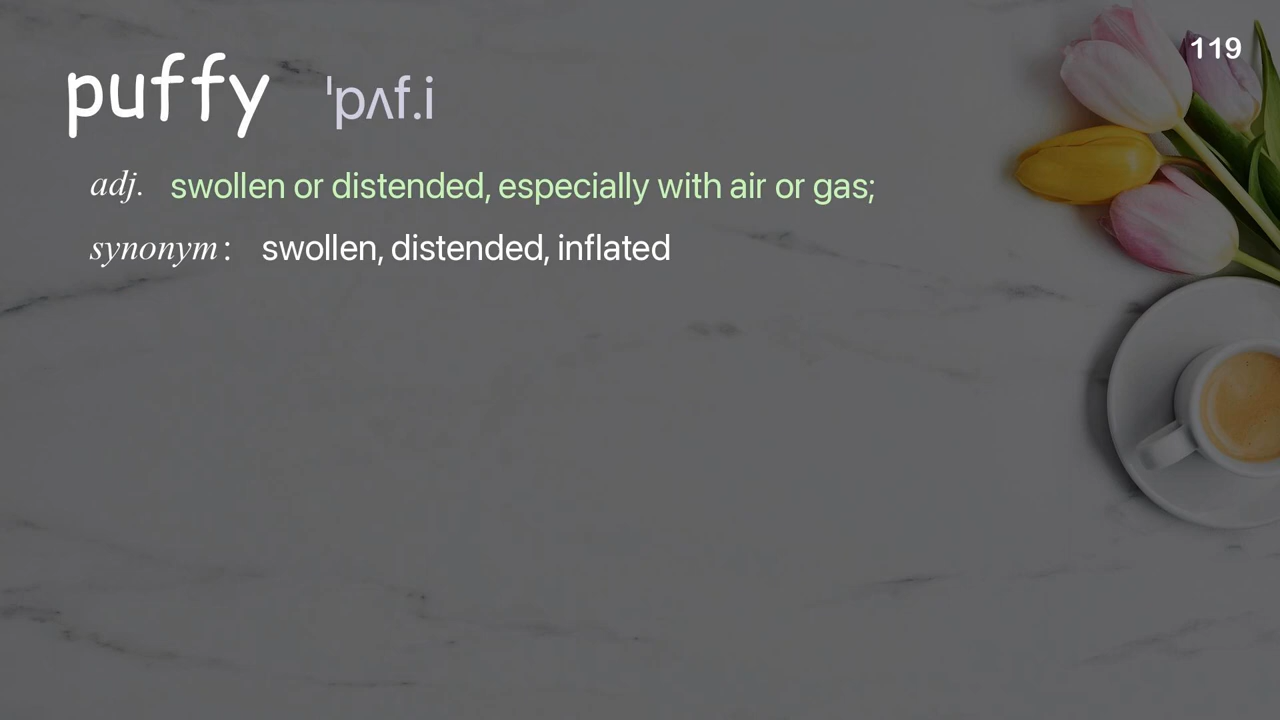 119
puffy ˈpʌf.i
adj. swollen or distended, especially with air or gas;
synonym: swollen, distended, inflated